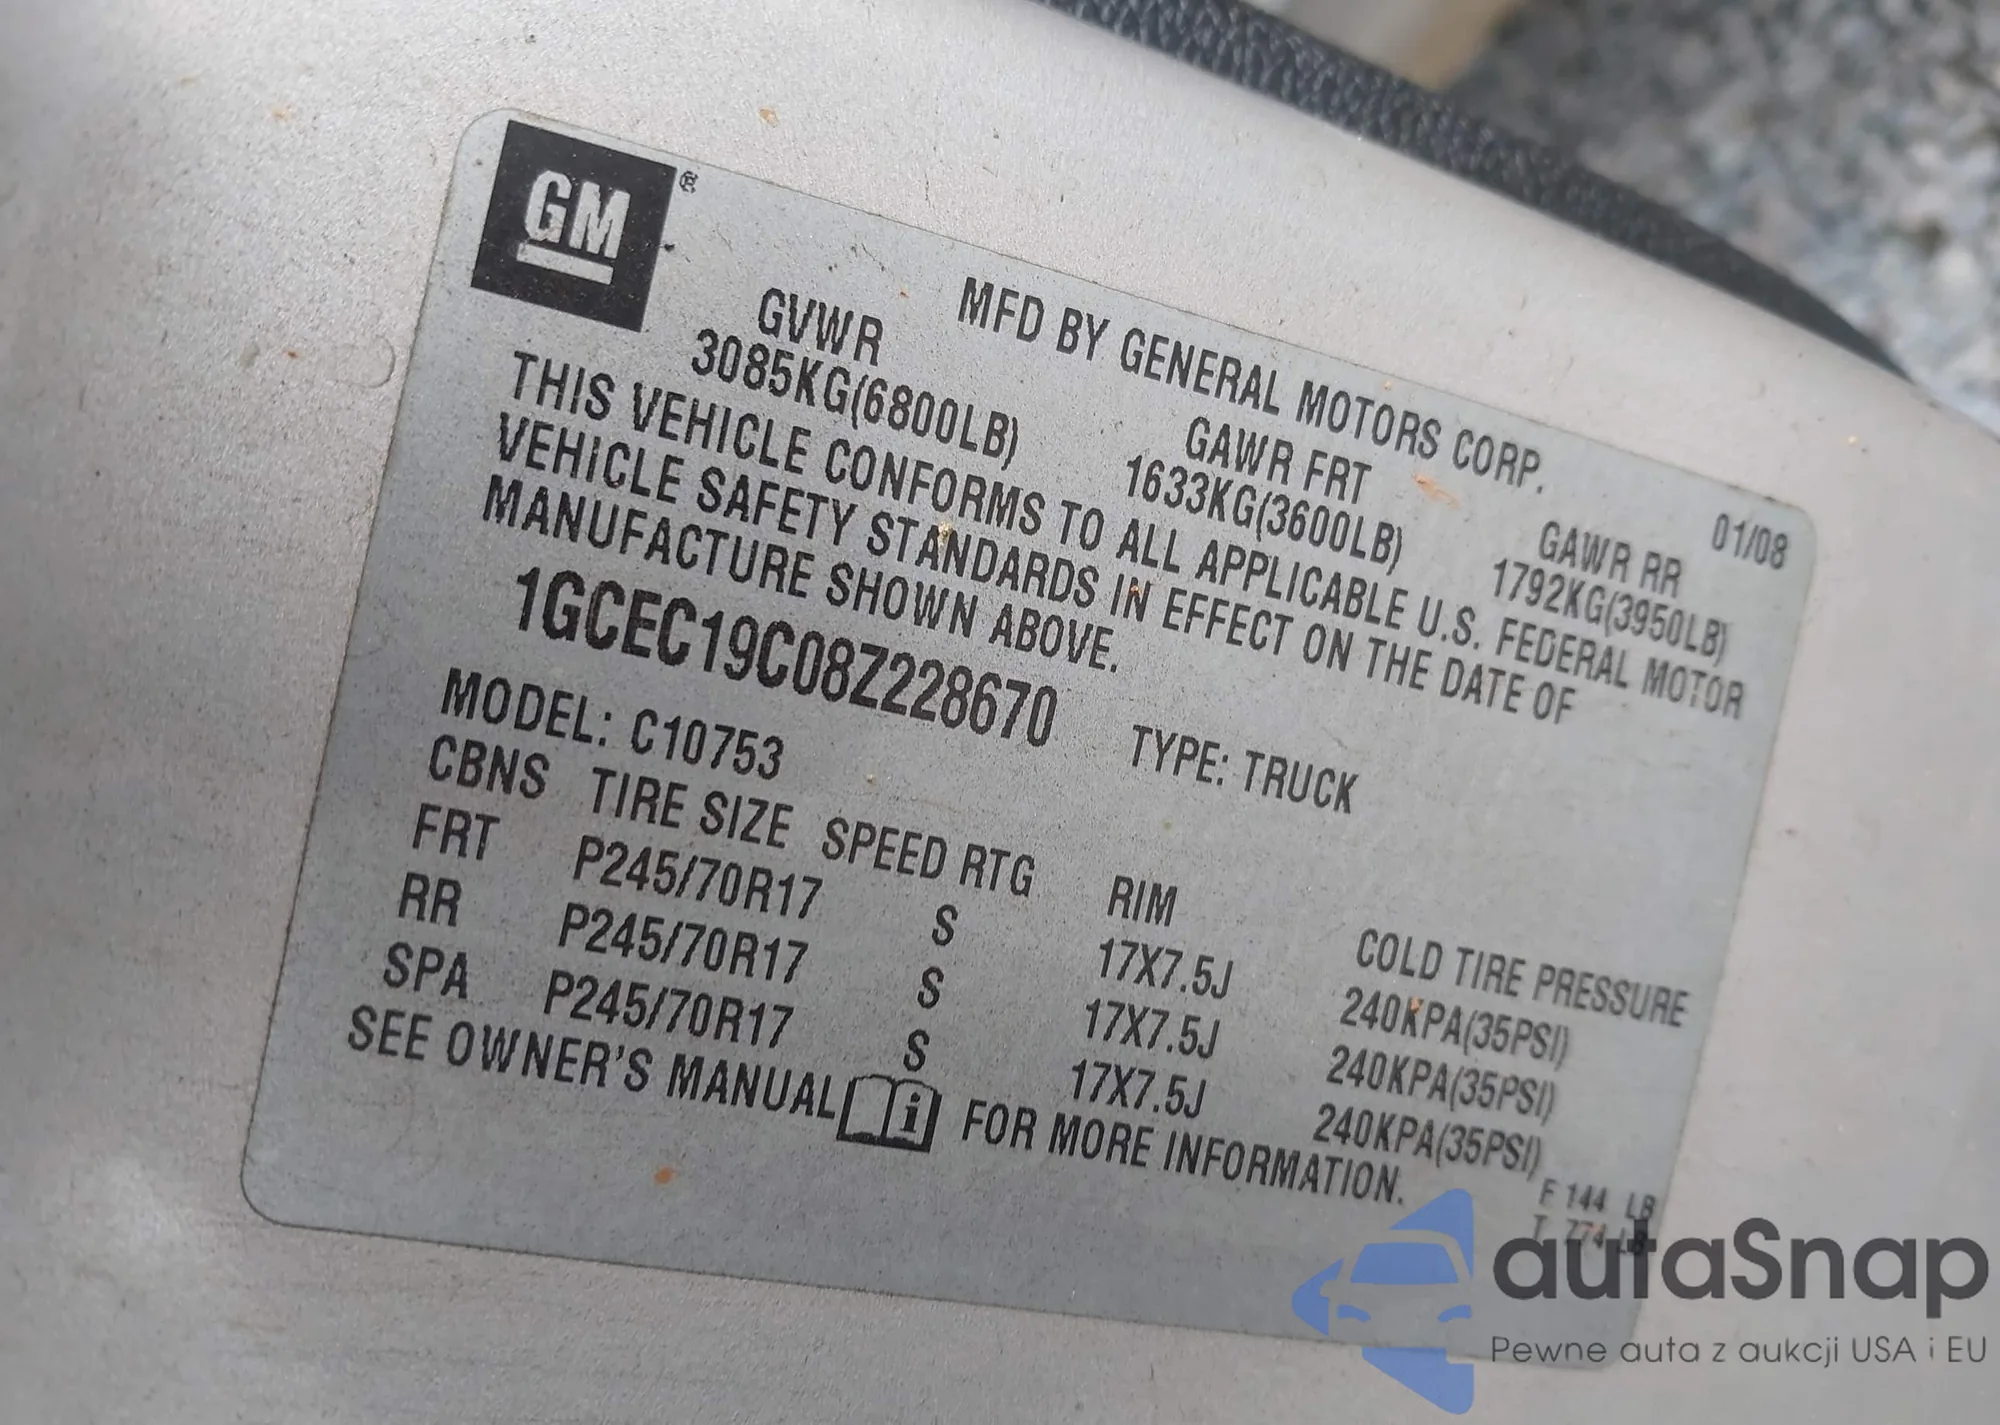 GM ®
MFD BY GENERAL MOTORS CORP. 01/08
GVWR GAWR FRT GAWR RR
3085KG(6800LB) 1633KG(3600LB) 1792KG(3950LB)
THIS VEHICLE CONFORMS TO ALL APPLICABLE U.S. FEDERAL MOTOR
VEHICLE SAFETY STANDARDS IN EFFECT ON THE DATE OF
MANUFACTURE SHOWN ABOVE.
1GCEC19C08Z228670 TYPE: TRUCK
MODEL: C10753
CBNS TIRE SIZE SPEED RTG RIM COLD TIRE PRESSURE
FRT P245/70R17 S 17X7.5J 240KPA(35PSI)
RR P245/70R17 S 17X7.5J 240KPA(35PSI)
SPA P245/70R17 S 17X7.5J 240KPA(35PSI)
SEE OWNER'S MANUAL i FOR MORE INFORMATION.
F 144 LB
T 774 LB
autaSnap
Pewne auta z aukcji USA i EU